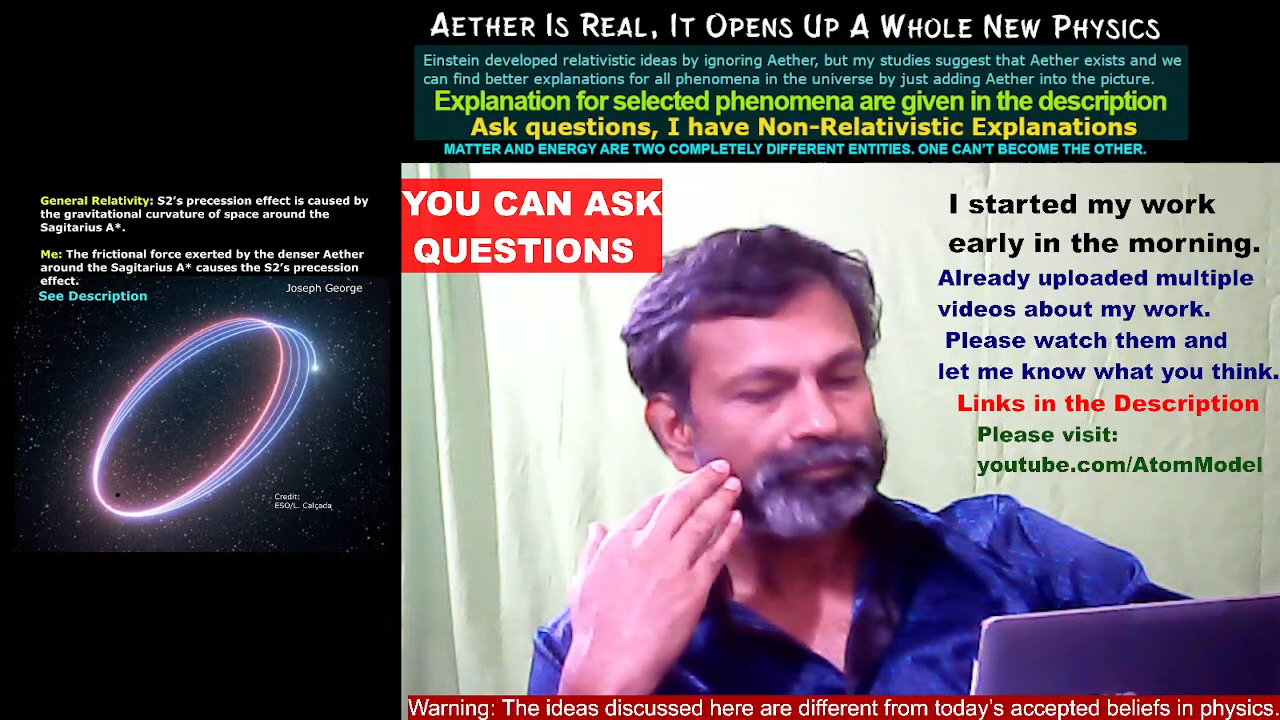 AETHER IS REAL, IT OPENS UP A WHOLE NEW PHYSICS
Einstein developed relativistic ideas by ignoring Aether, but my studies suggest that Aether exists and we
can find better explanations for all phenomena in the universe by just adding Aether into the picture.
Explanation for selected phenomena are given in the description
Ask questions, I have Non-Relativistic Explanations
MATTER AND ENERGY ARE TWO COMPLETELY DIFFERENT ENTITIES. ONE CAN'T BECOME THE OTHER.
General Relativity: S2's precession effect is caused by
the gravitational curvature of space around the
Sagitarius A*.
Me: The frictional force exerted by the denser Aether
around the Sagitarius A* causes the S2's precession
effect.
See Description
Joseph George
Credit:
ESO/L. Calçada
YOU CAN ASK
QUESTIONS
I started my work
early in the morning.
Already uploaded multiple
videos about my work.
Please watch them and
let me know what you think.
Links in the Description
Please visit:
youtube.com/AtomModel
Warning: The ideas discussed here are different from today's accepted beliefs in physics.